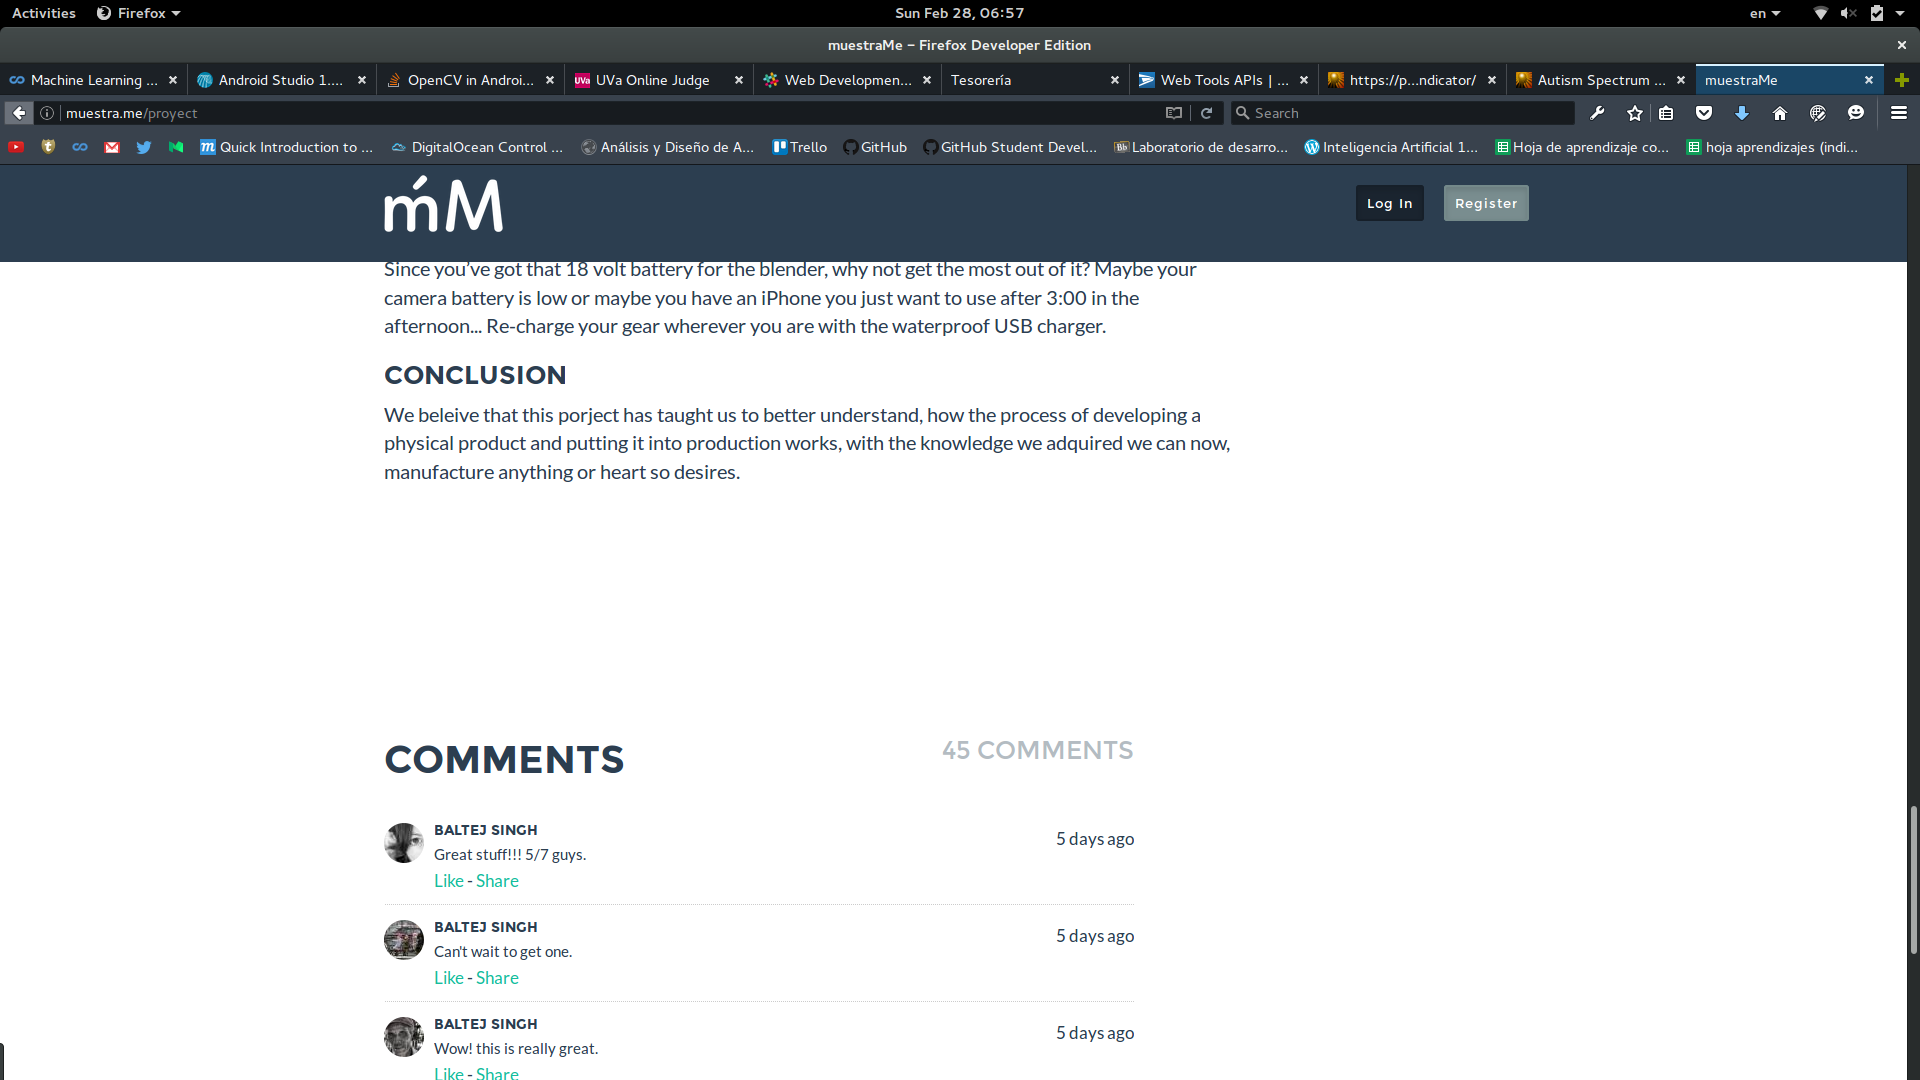 Activities Firefox Sun Feb 28, 06:57 en
muestraMe – Firefox Developer Edition
Machine Learning ... Android Studio 1.... OpenCV in Androi... UVa Online Judge Web Developmen... Tesorería Web Tools APIs | ... https://p...ndicator/ Autism Spectrum ... muestraMe
muestra.me/proyect Search
Quick Introduction to ... DigitalOcean Control ... Análisis y Diseño de A... Trello GitHub GitHub Student Devel... Laboratorio de desarro... Inteligencia Artificial 1... Hoja de aprendizaje co... hoja aprendizajes (indi...
ḿM Log In Register
Since you’ve got that 18 volt battery for the blender, why not get the most out of it? Maybe your
camera battery is low or maybe you have an iPhone you just want to use after 3:00 in the
afternoon... Re-charge your gear wherever you are with the waterproof USB charger.
CONCLUSION
We beleive that this porject has taught us to better understand, how the process of developing a
physical product and putting it into production works, with the knowledge we adquired we can now,
manufacture anything or heart so desires.
COMMENTS 45 COMMENTS
BALTEJ SINGH
5 days ago
Great stuff!!! 5/7 guys.
Like - Share
BALTEJ SINGH
5 days ago
Can't wait to get one.
Like - Share
BALTEJ SINGH
5 days ago
Wow! this is really great.
Like - Share